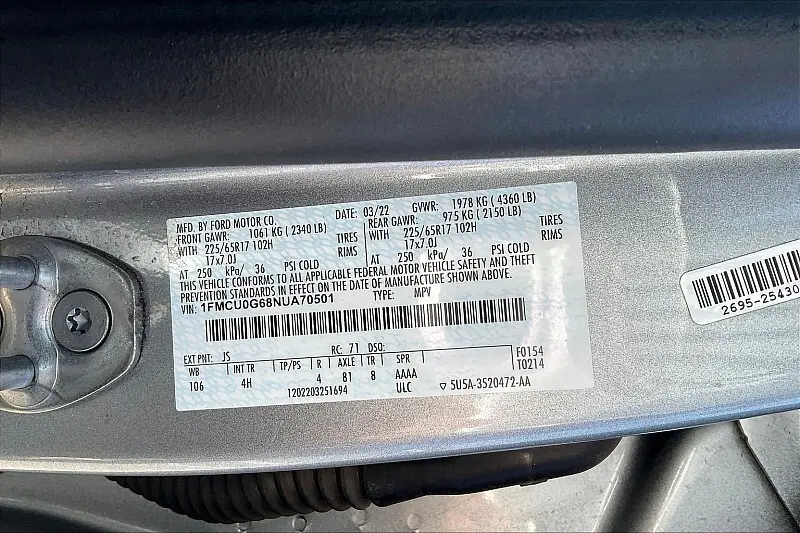 MFD. BY FORD MOTOR CO. DATE: 03/22 GVWR: 1978 KG ( 4360 LB)
FRONT GAWR: 1061 KG ( 2340 LB) REAR GAWR: 975 KG ( 2150 LB)
WITH 225/65R17 102H TIRES WITH 225/65R17 102H TIRES
17x7.0J RIMS 17x7.0J RIMS
AT 250 kPa/ 36 PSI COLD AT 250 kPa/ 36 PSI COLD
THIS VEHICLE CONFORMS TO ALL APPLICABLE FEDERAL MOTOR VEHICLE SAFETY AND THEFT
PREVENTION STANDARDS IN EFFECT ON THE DATE OF MANUFACTURE SHOWN ABOVE.
VIN: 1FMCU0G68NUA70501 TYPE: MPV
EXT PNT: JS RC: 71 DSO: F0154
WB INT TR TP/PS R AXLE TR SPR T0214
106 4H 4 81 8 AAAA
1202203251694 ULC ▽ 5U5A-3520472-AA
2695-25430